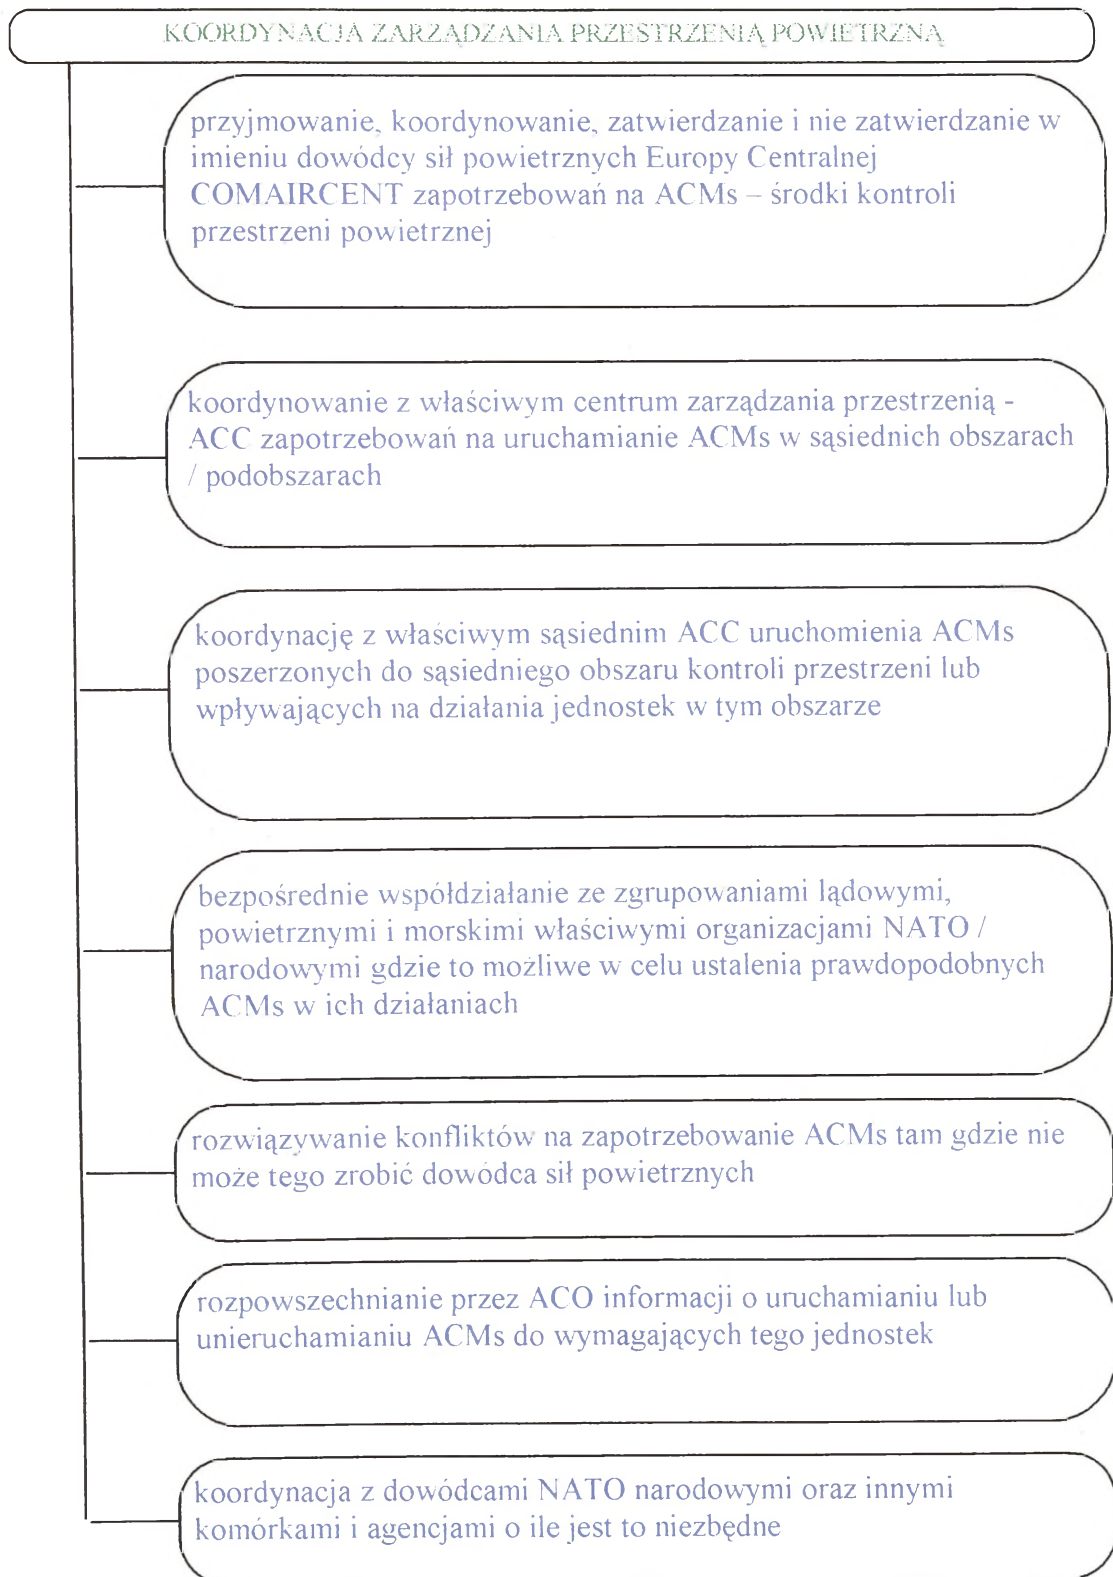 KOORDYNACJA ZARZĄDZANIA PRZESTRZENIĄ POWIETRZNĄ
przyjmowanie, koordynowanie, zatwierdzanie i nie zatwierdzanie w
imieniu dowódcy sił powietrznych Europy Centralnej
COMAIRCENT zapotrzebowań na ACMs – środki kontroli
przestrzeni powietrznej
koordynowanie z właściwym centrum zarządzania przestrzenią -
ACC zapotrzebowań na uruchamianie ACMs w sąsiednich obszarach
/ podobszarach
koordynację z właściwym sąsiednim ACC uruchomienia ACMs
poszerzonych do sąsiedniego obszaru kontroli przestrzeni lub
wpływających na działania jednostek w tym obszarze
bezpośrednie współdziałanie ze zgrupowaniami lądowymi,
powietrznymi i morskimi właściwymi organizacjami NATO /
narodowymi gdzie to możliwe w celu ustalenia prawdopodobnych
ACMs w ich działaniach
rozwiązywanie konfliktów na zapotrzebowanie ACMs tam gdzie nie
może tego zrobić dowódca sił powietrznych
rozpowszechnianie przez ACO informacji o uruchamianiu lub
unieruchamianiu ACMs do wymagających tego jednostek
koordynacja z dowódcami NATO narodowymi oraz innymi
komórkami i agencjami o ile jest to niezbędne